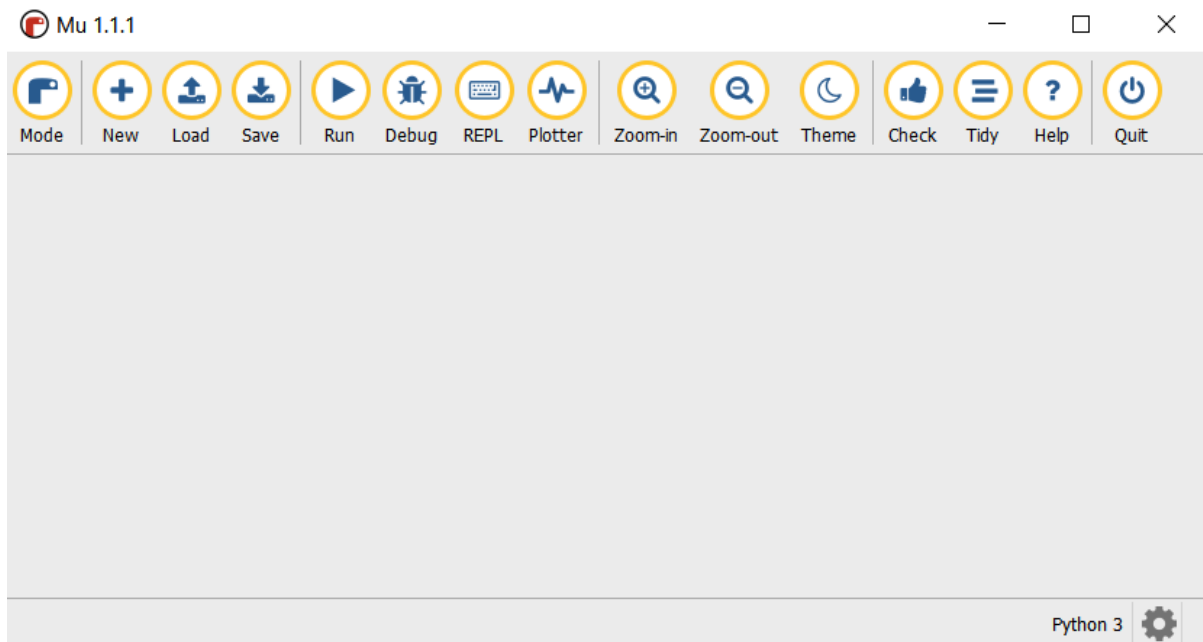 Mu 1.1.1
Mode New Load Save Run Debug REPL Plotter Zoom-in Zoom-out Theme Check Tidy Help Quit
Python 3